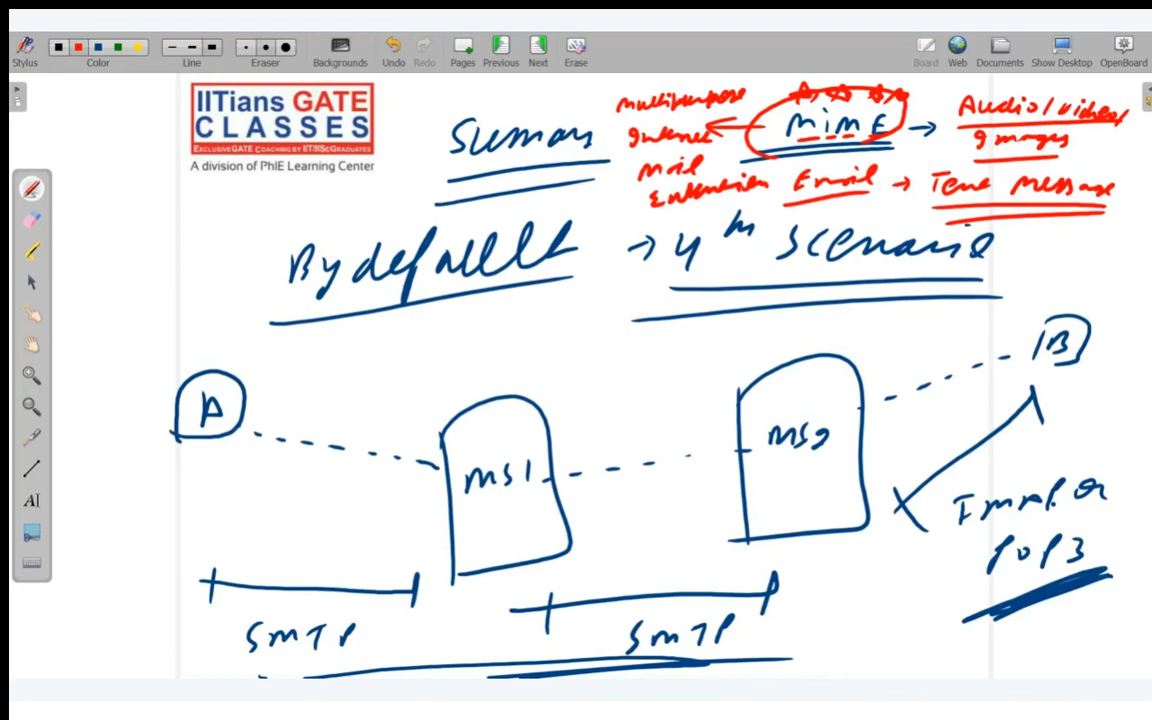 Stylus Color Line Eraser Backgrounds Undo Redo Pages Previous Next Erase Board Web Documents Show Desktop OpenBoard
IITians GATE
CLASSES
EXCLUSIVE GATE COACHING BY IIT/IISc GRADUATES
A division of PhIE Learning Center
Multipurpose
Internet
Mail
Extension
MIME → Audio/video/
Images
Email → Text Message
By default → 4th Scenario
A
MS1
MS2
B
SMTP
SMTP
IMAP or
POP3